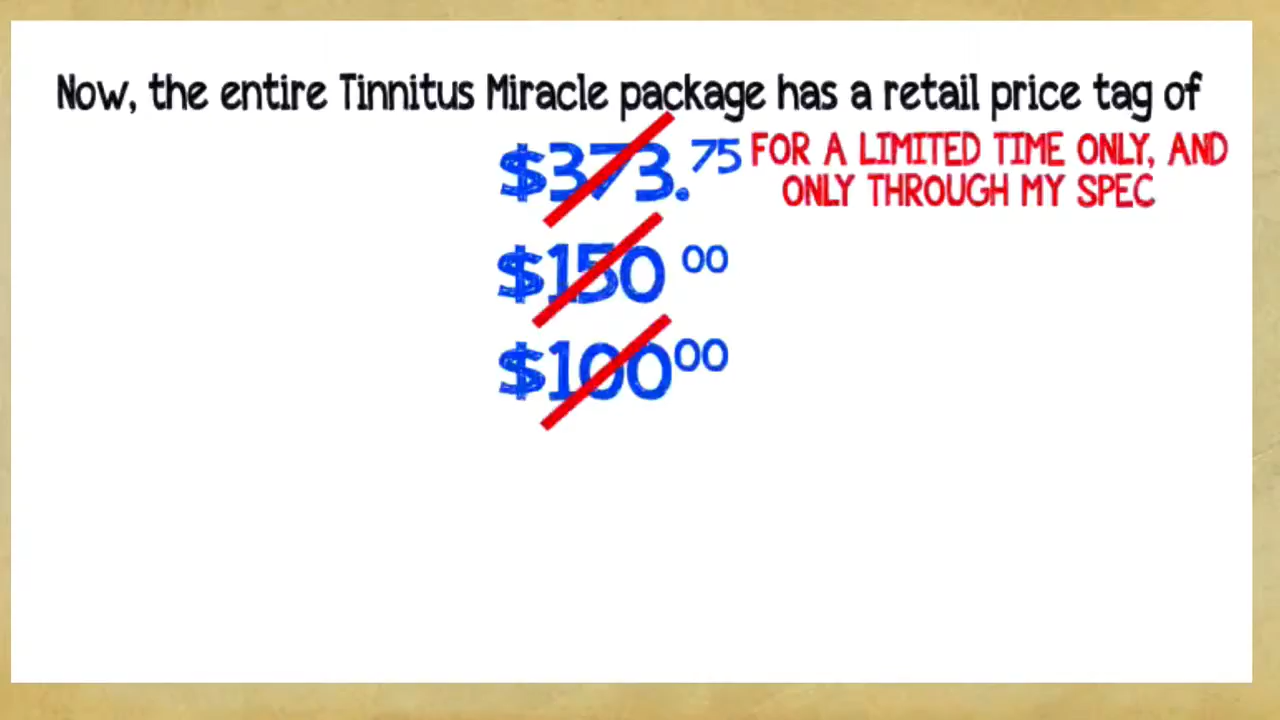 Now, the entire Tinnitus Miracle package has a retail price tag of
$373.75 FOR A LIMITED TIME ONLY, AND
ONLY THROUGH MY SPEC
$150 00
$100 00